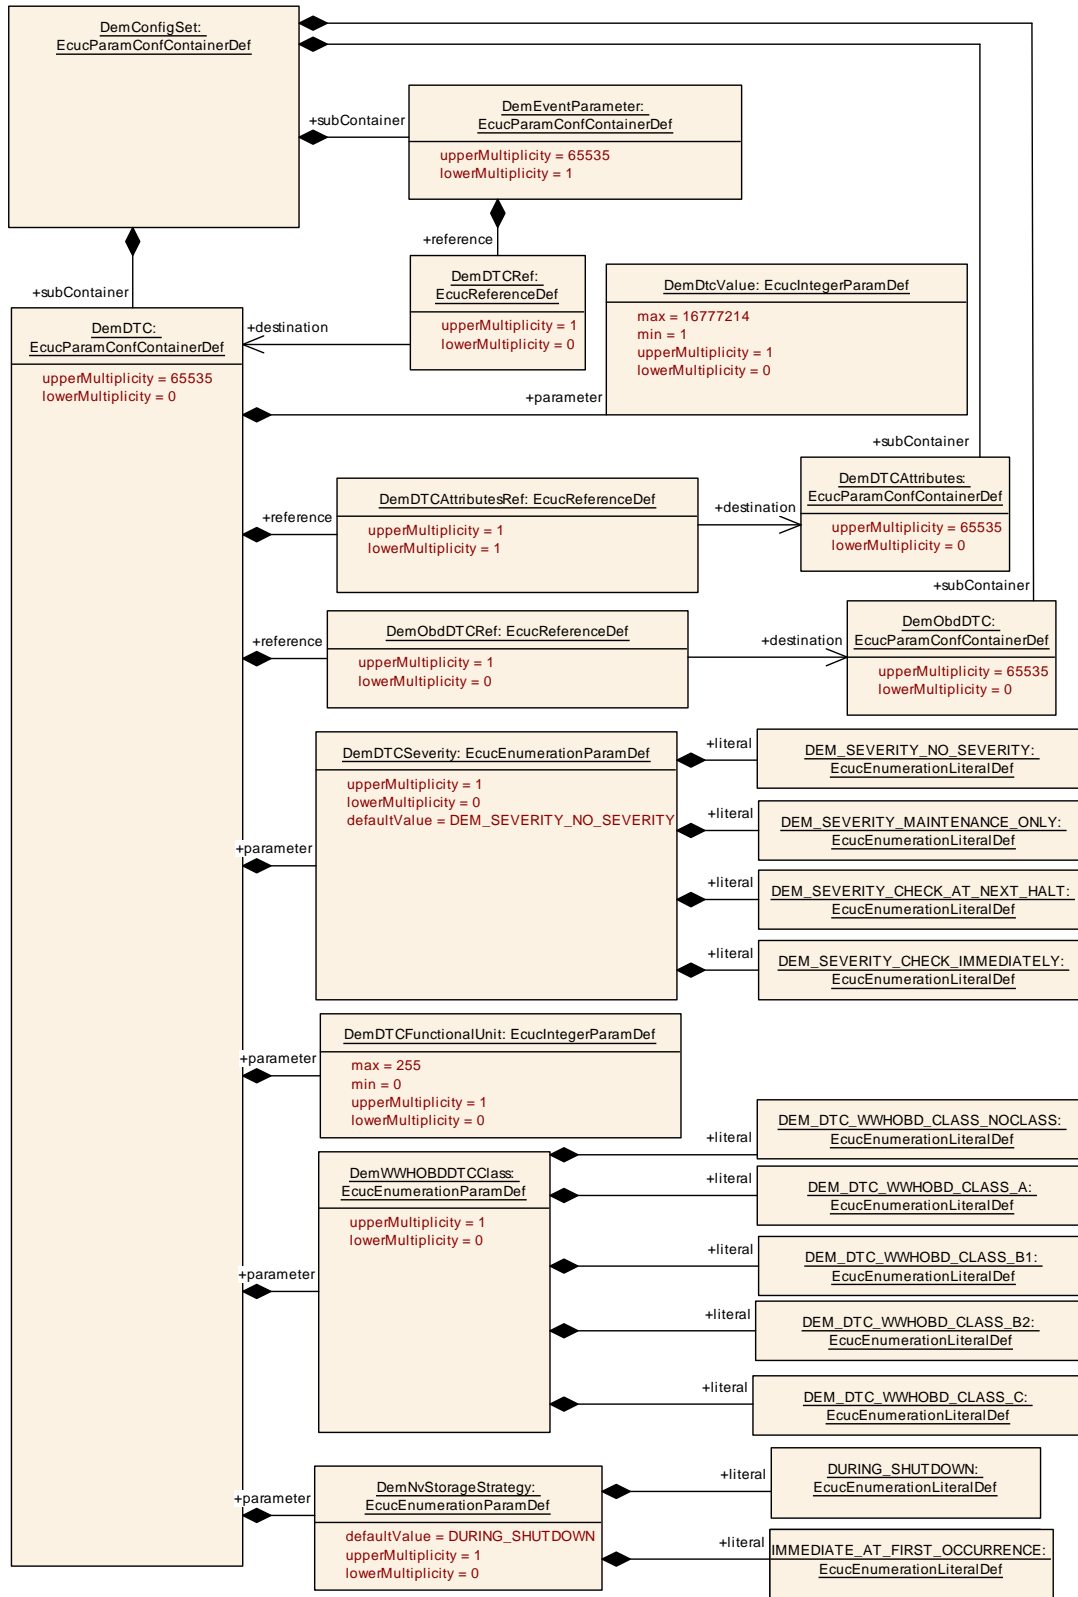 DemConfigSet:
EcucParamConfContainerDef
+subContainer
DemEventParameter:
EcucParamConfContainerDef
upperMultiplicity = 65535
lowerMultiplicity = 1
+reference
+subContainer
DemDTCRef:
EcucReferenceDef
upperMultiplicity = 1
lowerMultiplicity = 0
+destination
DemDtcValue: EcucIntegerParamDef
max = 16777214
min = 1
upperMultiplicity = 1
lowerMultiplicity = 0
DemDTC:
EcucParamConfContainerDef
upperMultiplicity = 65535
lowerMultiplicity = 0
+parameter
+subContainer
DemDTCAttributes:
EcucParamConfContainerDef
upperMultiplicity = 65535
lowerMultiplicity = 0
+reference
DemDTCAttributesRef: EcucReferenceDef
upperMultiplicity = 1
lowerMultiplicity = 1
+destination
+subContainer
DemObdDTC:
EcucParamConfContainerDef
upperMultiplicity = 65535
lowerMultiplicity = 0
+reference
DemObdDTCRef: EcucReferenceDef
upperMultiplicity = 1
lowerMultiplicity = 0
+destination
+parameter
DemDTCSeverity: EcucEnumerationParamDef
upperMultiplicity = 1
lowerMultiplicity = 0
defaultValue = DEM_SEVERITY_NO_SEVERITY
+literal
DEM_SEVERITY_NO_SEVERITY:
EcucEnumerationLiteralDef
+literal
DEM_SEVERITY_MAINTENANCE_ONLY:
EcucEnumerationLiteralDef
+literal
DEM_SEVERITY_CHECK_AT_NEXT_HALT:
EcucEnumerationLiteralDef
+literal
DEM_SEVERITY_CHECK_IMMEDIATELY:
EcucEnumerationLiteralDef
+parameter
DemDTCFunctionalUnit: EcucIntegerParamDef
max = 255
min = 0
upperMultiplicity = 1
lowerMultiplicity = 0
+parameter
DemWWHOBDDTCClass:
EcucEnumerationParamDef
upperMultiplicity = 1
lowerMultiplicity = 0
+literal
DEM_DTC_WWHOBD_CLASS_NOCLASS:
EcucEnumerationLiteralDef
+literal
DEM_DTC_WWHOBD_CLASS_A:
EcucEnumerationLiteralDef
+literal
DEM_DTC_WWHOBD_CLASS_B1:
EcucEnumerationLiteralDef
+literal
DEM_DTC_WWHOBD_CLASS_B2:
EcucEnumerationLiteralDef
+literal
DEM_DTC_WWHOBD_CLASS_C:
EcucEnumerationLiteralDef
+parameter
DemNvStorageStrategy:
EcucEnumerationParamDef
defaultValue = DURING_SHUTDOWN
upperMultiplicity = 1
lowerMultiplicity = 0
+literal
DURING_SHUTDOWN:
EcucEnumerationLiteralDef
+literal
IMMEDIATE_AT_FIRST_OCCURRENCE:
EcucEnumerationLiteralDef